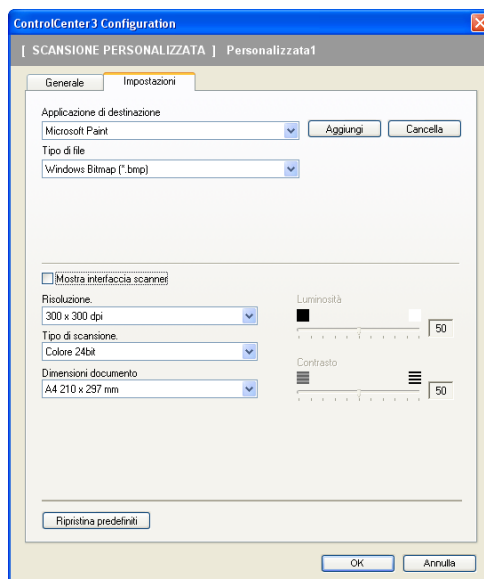 ControlCenter3 Configuration
[ SCANSIONE PERSONALIZZATA ] Personalizzata1
Generale Impostazioni
Applicazione di destinazione
Microsoft Paint Aggiungi Cancella
Tipo di file
Windows Bitmap (*.bmp)
Mostra interfaccia scanner
Risoluzione. Luminosità
300 x 300 dpi 50
Tipo di scansione.
Colore 24bit
Dimensioni documento Contrasto
A4 210 x 297 mm 50
Ripristina predefiniti
OK Annulla